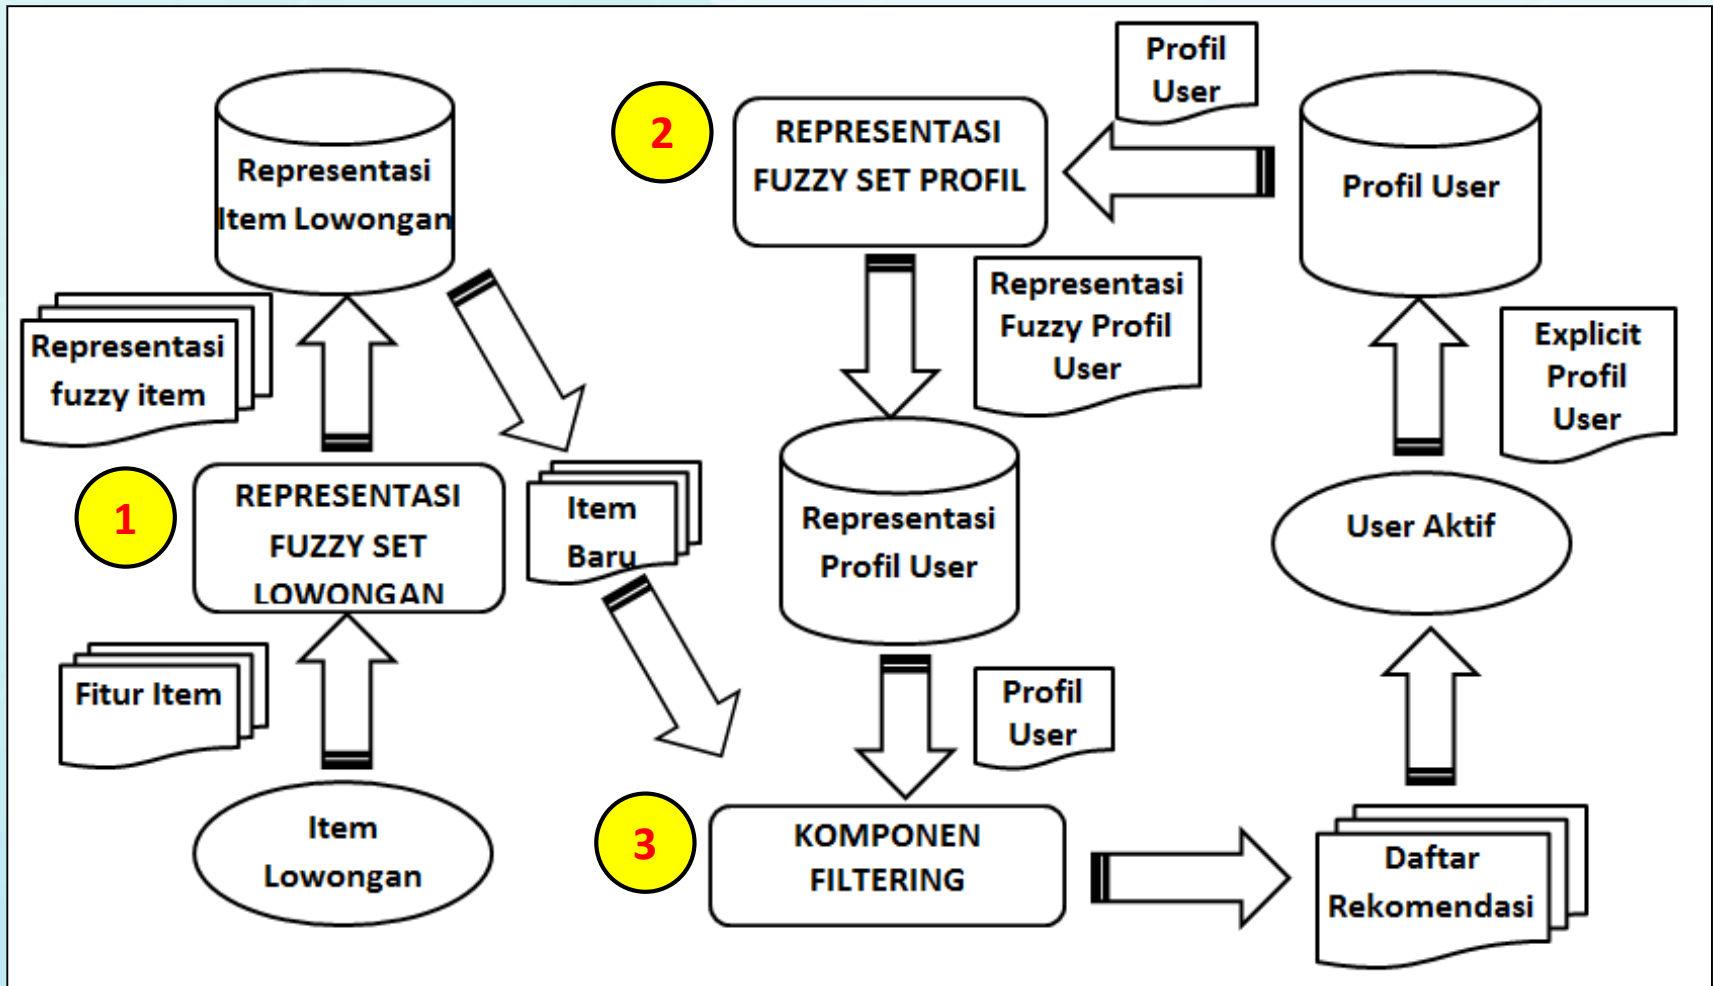 Representasi
Item Lowongan
Representasi
fuzzy item
1
REPRESENTASI
FUZZY SET
LOWONGAN
Item
Baru
Fitur Item
Item
Lowongan
2
REPRESENTASI
FUZZY SET PROFIL
Profil
User
Profil User
Representasi
Fuzzy Profil
User
Explicit
Profil
User
Representasi
Profil User
User Aktif
Profil
User
3
KOMPONEN
FILTERING
Daftar
Rekomendasi